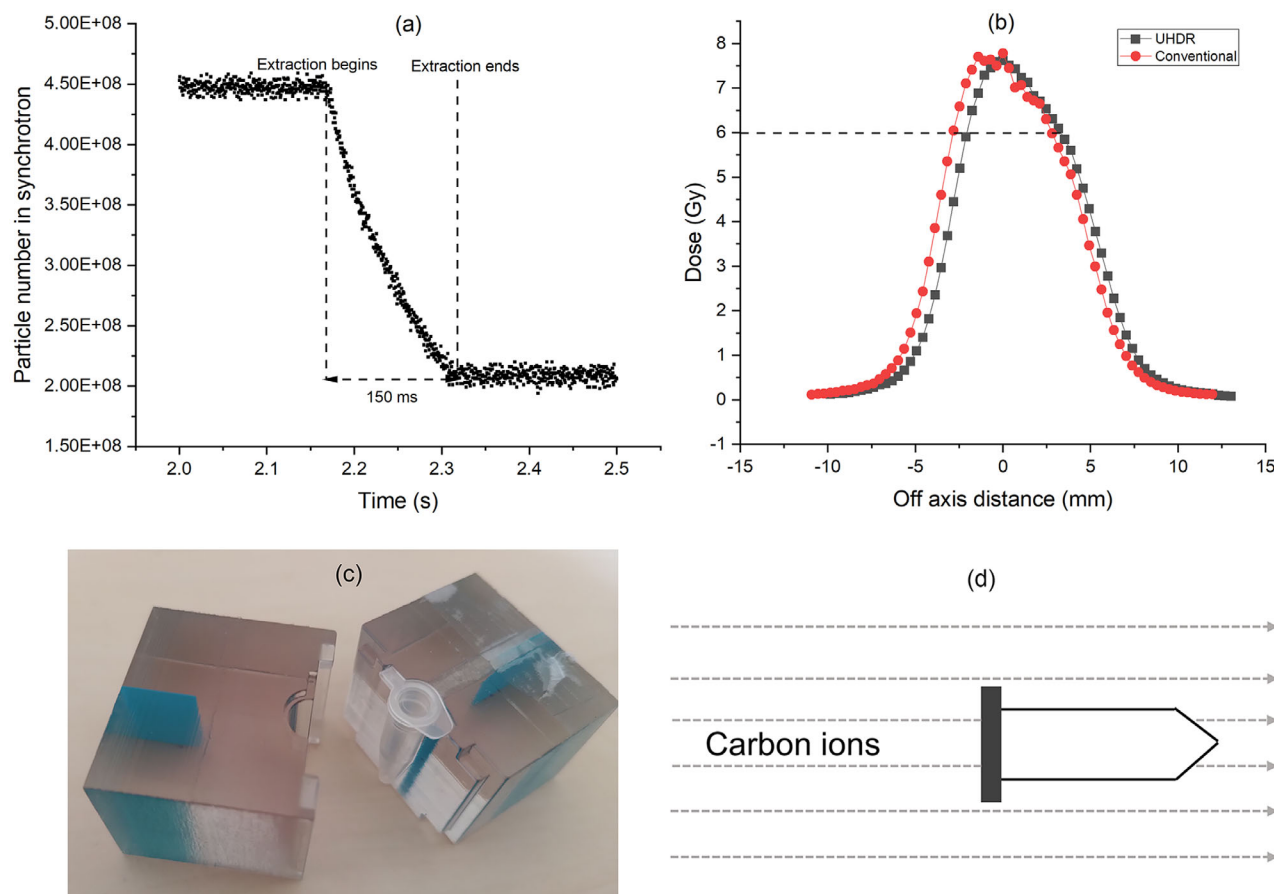 (a)
5.00E+08
4.50E+08
4.00E+08
3.50E+08
3.00E+08
2.50E+08
2.00E+08
1.50E+08
Particle number in synchrotron
Extraction begins
Extraction ends
150 ms
2.0 2.1 2.2 2.3 2.4 2.5
Time (s)
(b)
UHDR
Conventional
8
7
6
5
4
3
2
1
0
-1
Dose (Gy)
-15 -10 -5 0 5 10 15
Off axis distance (mm)
(c)
(d)
Carbon ions